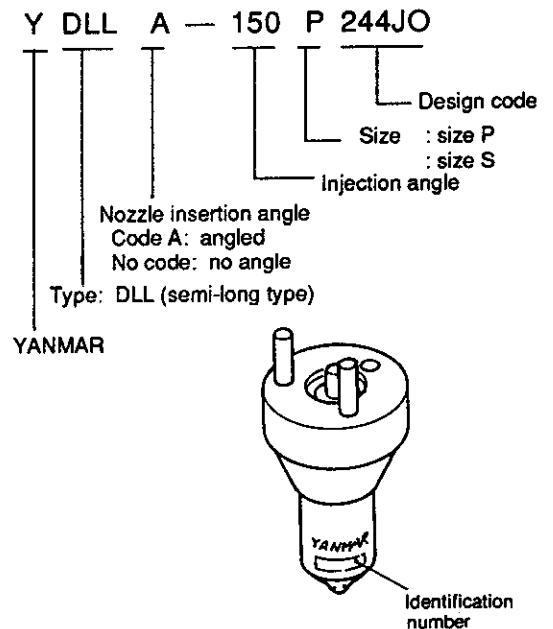 Y DLL A — 150 P 244JO
Design code
Size : size P
: size S
Injection angle
Nozzle insertion angle
Code A: angled
No code: no angle
Type: DLL (semi-long type)
YANMAR
YANMAR
Identification
number